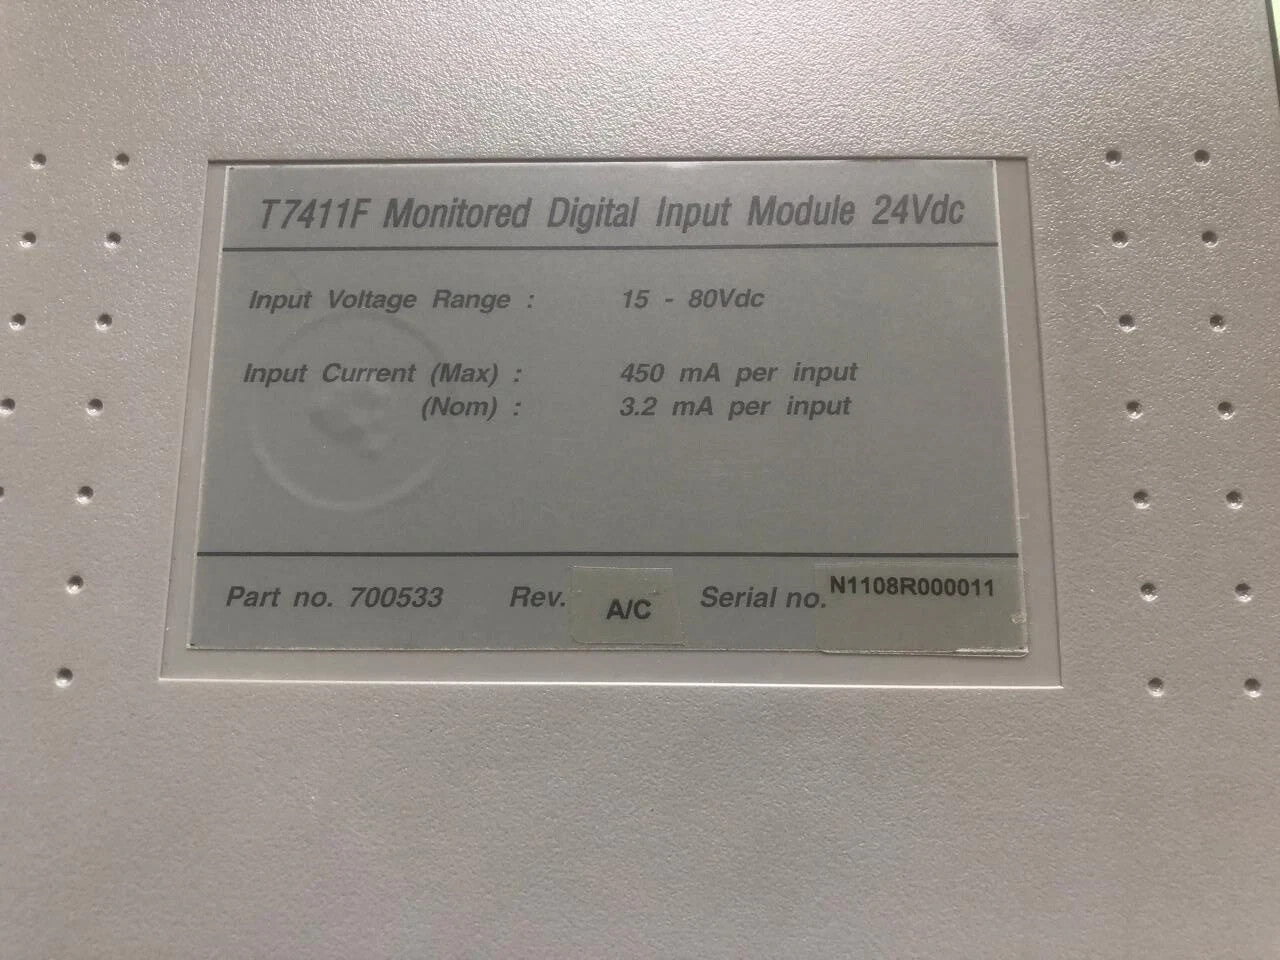 T7411F Monitored Digital Input Module 24Vdc
Input Voltage Range : 15 - 80Vdc
Input Current (Max) : 450 mA per input
(Nom) : 3.2 mA per input
Part no. 700533 Rev. A/C Serial no. N1108R000011